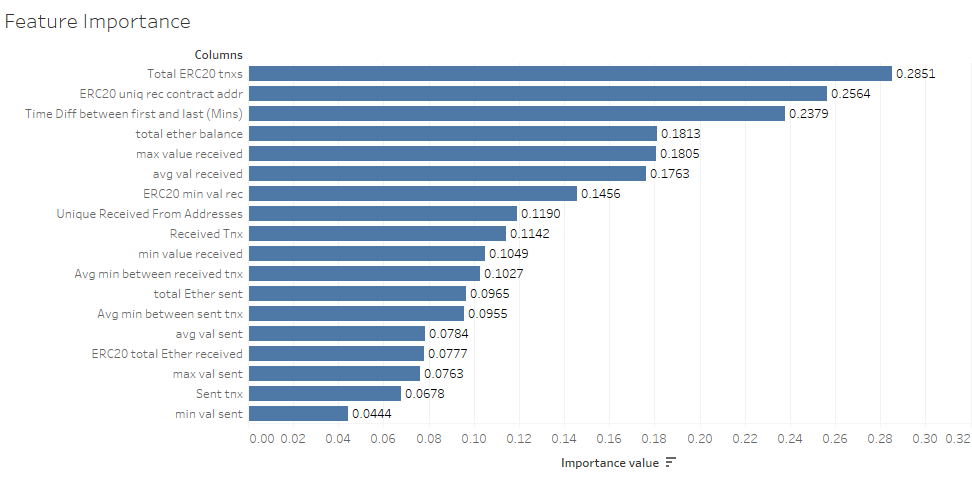 Feature Importance
Columns
Total ERC20 tnxs 0.2851
ERC20 uniq rec contract addr 0.2564
Time Diff between first and last (Mins) 0.2379
total ether balance 0.1813
max value received 0.1805
avg val received 0.1763
ERC20 min val rec 0.1456
Unique Received From Addresses 0.1190
Received Tnx 0.1142
min value received 0.1049
Avg min between received tnx 0.1027
total Ether sent 0.0965
Avg min between sent tnx 0.0955
avg val sent 0.0784
ERC20 total Ether received 0.0777
max val sent 0.0763
Sent tnx 0.0678
min val sent 0.0444
0.00 0.02 0.04 0.06 0.08 0.10 0.12 0.14 0.16 0.18 0.20 0.22 0.24 0.26 0.28 0.30 0.32
Importance value